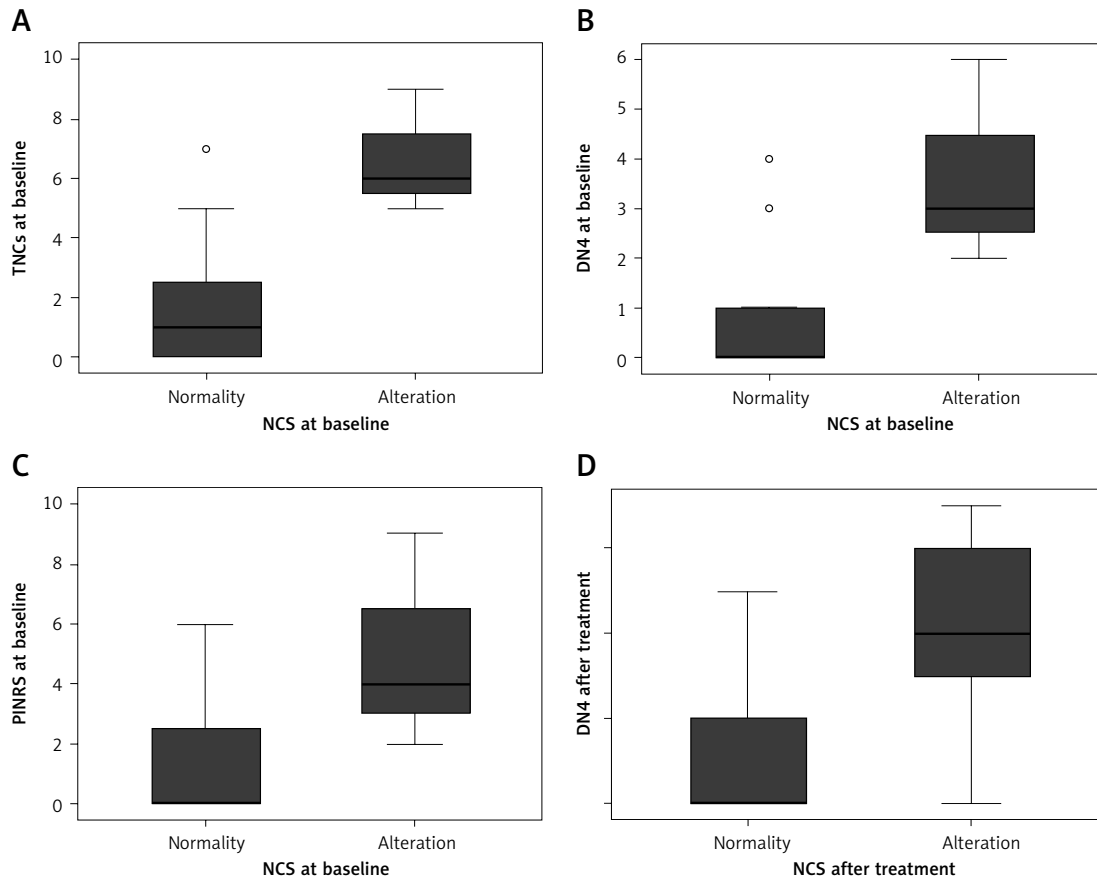 A
TNCs at baseline
10
8
6
4
2
0
Normality Alteration
NCS at baseline
B
DN4 at baseline
6
5
4
3
2
1
0
Normality Alteration
NCS at baseline
C
PINRS at baseline
10
8
6
4
2
0
Normality Alteration
NCS at baseline
D
DN4 after treatment
Normality Alteration
NCS after treatment